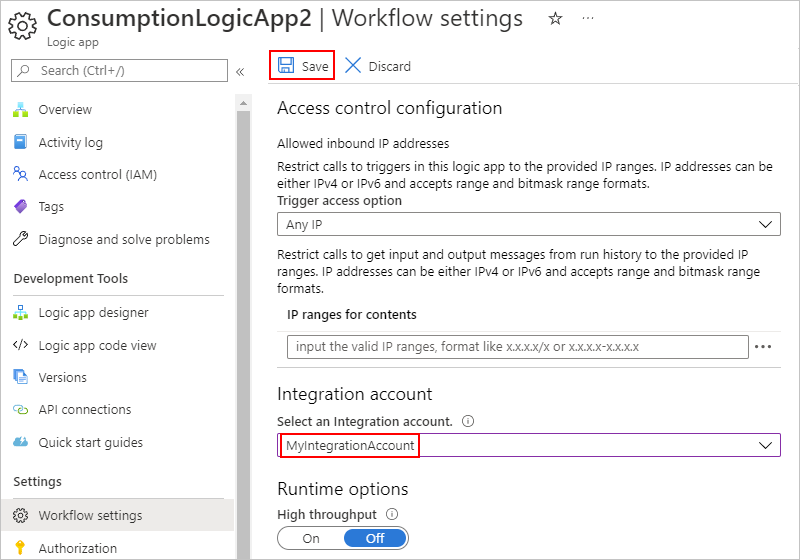 ConsumptionLogicApp2 | Workflow settings
Logic app
Search (Ctrl+/)
Overview
Activity log
Access control (IAM)
Tags
Diagnose and solve problems
Development Tools
Logic app designer
Logic app code view
Versions
API connections
Quick start guides
Settings
Workflow settings
Authorization
Save
Discard
Access control configuration
Allowed inbound IP addresses
Restrict calls to triggers in this logic app to the provided IP ranges. IP addresses can be
either IPv4 or IPv6 and accepts range and bitmask range formats.
Trigger access option
Any IP
Restrict calls to get input and output messages from run history to the provided IP
ranges. IP addresses can be either IPv4 or IPv6 and accepts range and bitmask range
formats.
IP ranges for contents
input the valid IP ranges, format like x.x.x.x/x or x.x.x.x-x.x.x.x
Integration account
Select an Integration account.
MyIntegrationAccount
Runtime options
High throughput
On Off